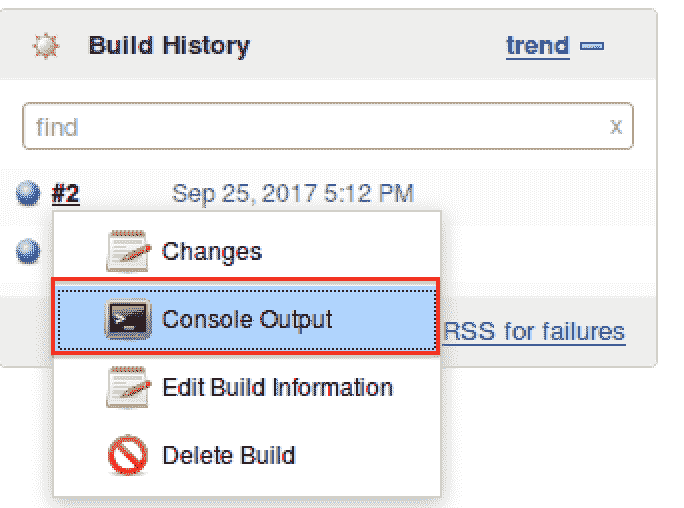 Build History trend
find x
#2 Sep 25, 2017 5:12 PM
Changes
Console Output
RSS for failures
Edit Build Information
Delete Build